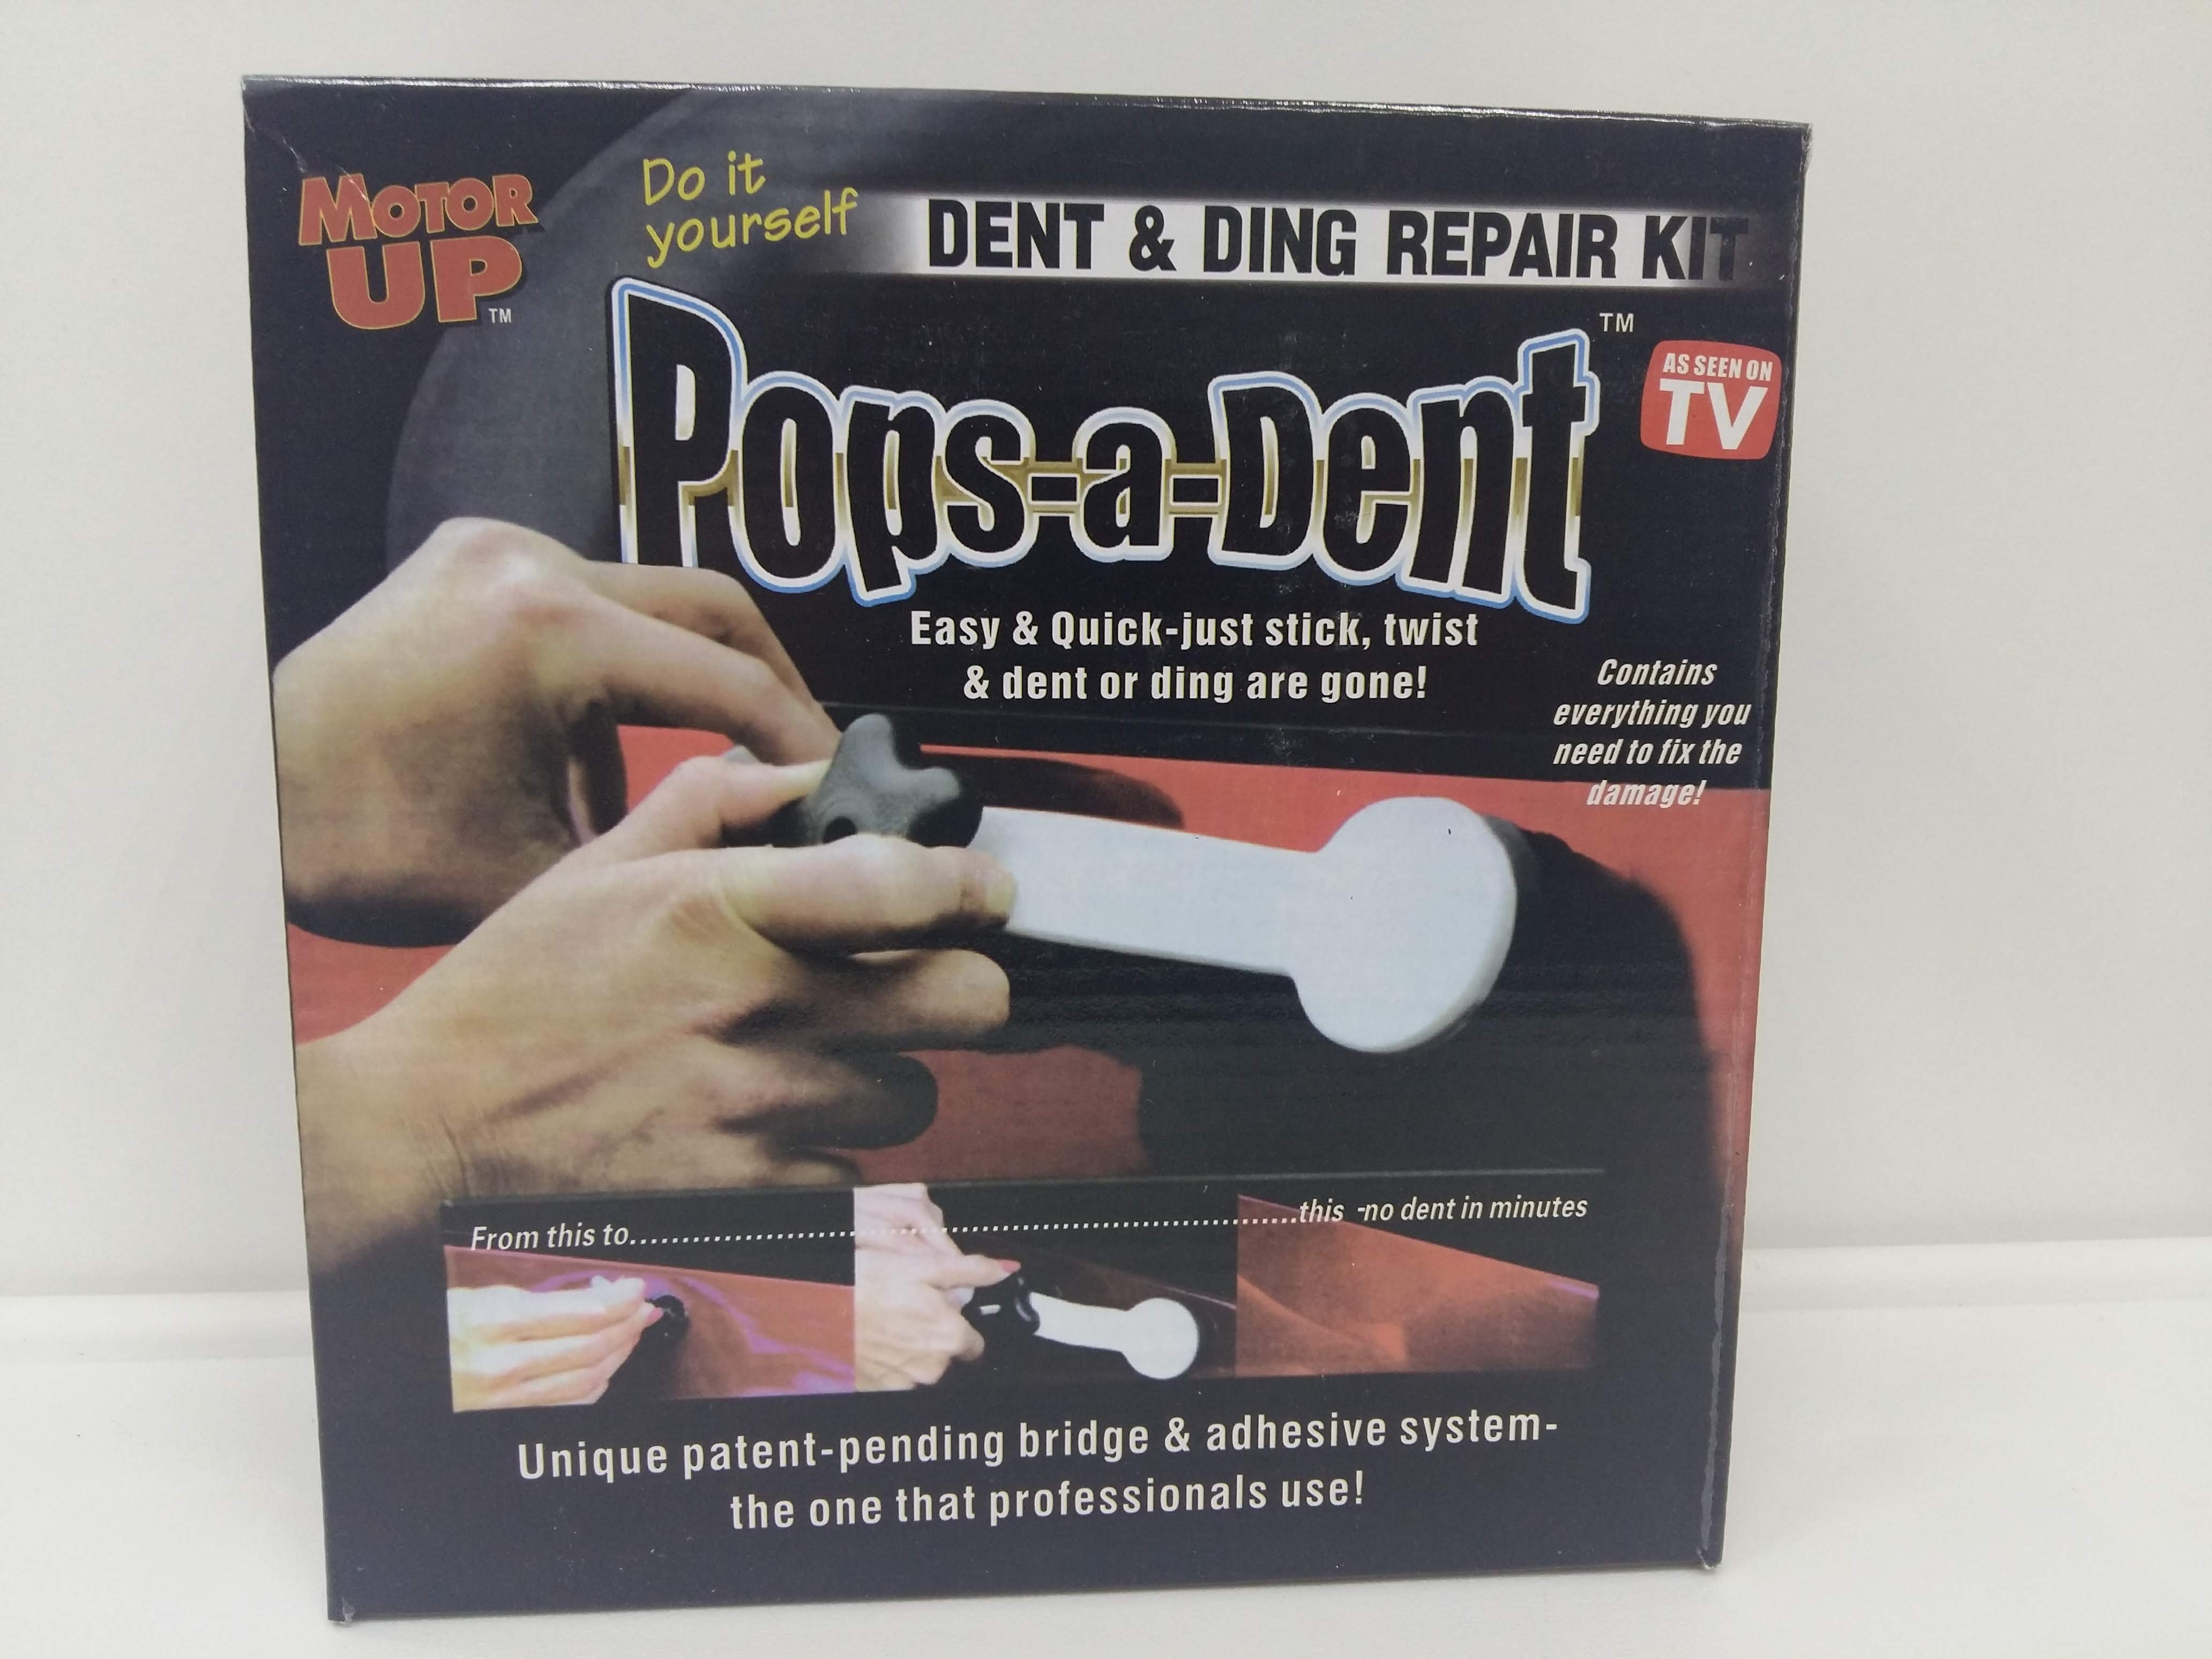 MOTOR
UP™
Do it
yourself
DENT & DING REPAIR KIT
Pops-a-Dent™
AS SEEN ON
TV
Easy & Quick-just stick, twist
& dent or ding are gone!
Contains
everything you
need to fix the
damage!
From this to..........................................................this -no dent in minutes
Unique patent-pending bridge & adhesive system-
the one that professionals use!